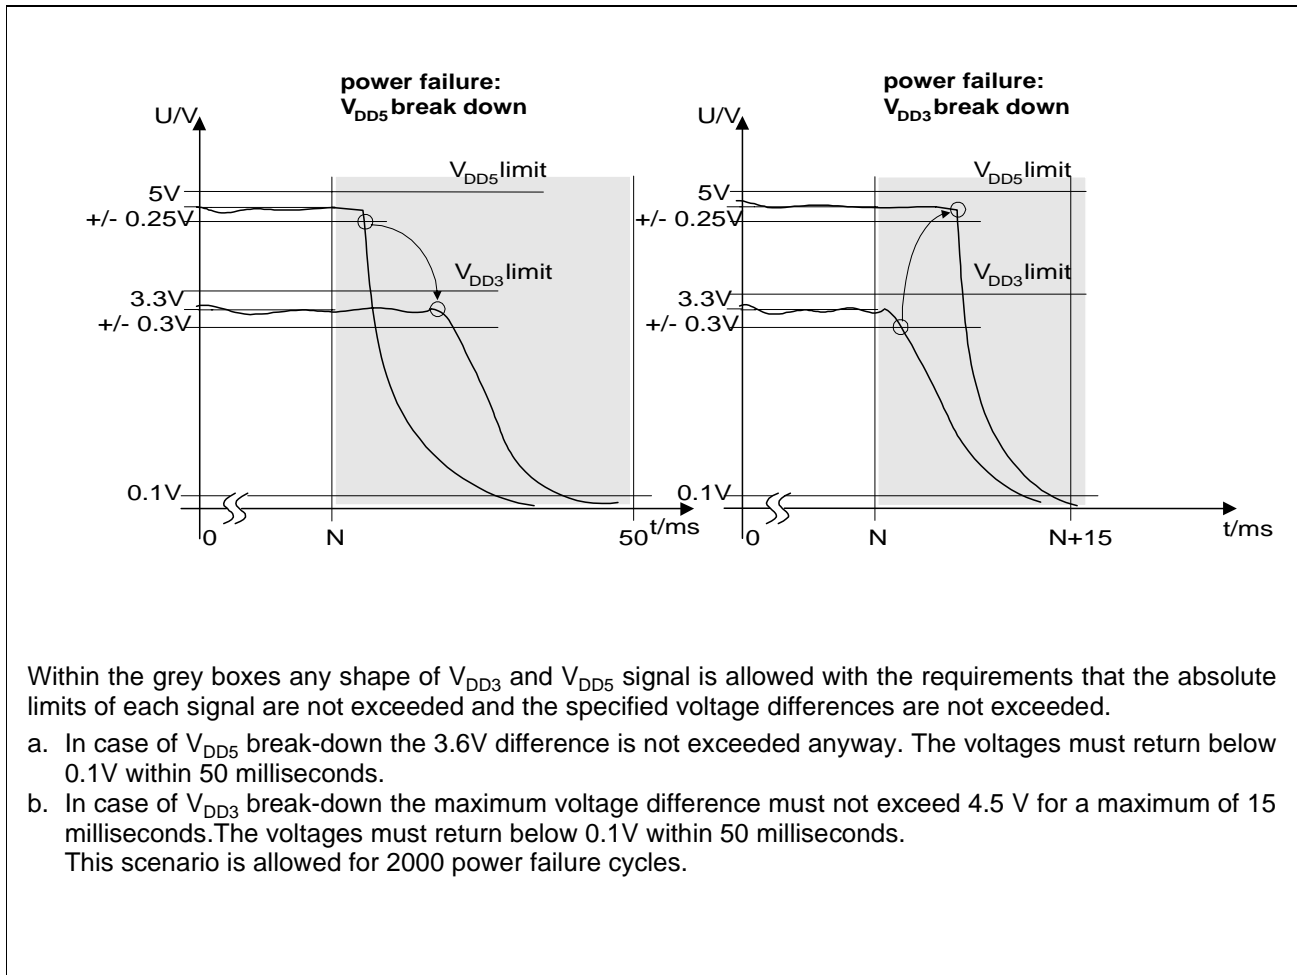 power failure:
VDD5 break down
U/V
VDD5 limit
5V
+/- 0.25V
VDD3 limit
3.3V
+/- 0.3V
0.1V
0
N
50
t/ms
power failure:
VDD3 break down
U/V
VDD5 limit
5V
+/- 0.25V
VDD3 limit
3.3V
+/- 0.3V
0.1V
0
N
N+15
t/ms
Within the grey boxes any shape of VDD3 and VDD5 signal is allowed with the requirements that the absolute
limits of each signal are not exceeded and the specified voltage differences are not exceeded.
a. In case of VDD5 break-down the 3.6V difference is not exceeded anyway. The voltages must return below
0.1V within 50 milliseconds.
b. In case of VDD3 break-down the maximum voltage difference must not exceed 4.5 V for a maximum of 15
milliseconds.The voltages must return below 0.1V within 50 milliseconds.
This scenario is allowed for 2000 power failure cycles.